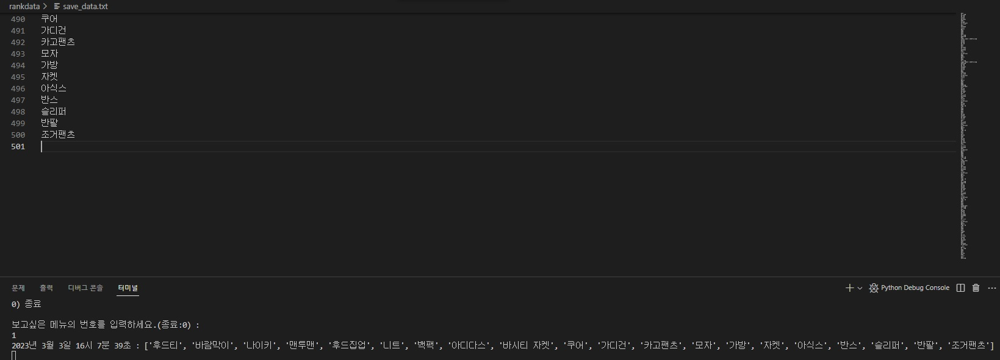 rankdata > save_data.txt
490 쿠어
491 가디건
492 카고팬츠
493 모자
494 가방
495 자켓
496 아식스
497 반스
498 슬리퍼
499 반팔
500 조거팬츠
501
문제 출력 디버그 콘솔 터미널 Python Debug Console
0) 종료
보고싶은 메뉴의 번호를 입력하세요.(종료:0) :
1
2023년 3월 3일 16시 7분 39초 : ['후드티', '바람막이', '나이키', '맨투맨', '후드집업', '니트', '백팩', '아디다스', '바시티 자켓', '쿠어', '가디건', '카고팬츠', '모자', '가방', '자켓', '아식스', '반스', '슬리퍼', '반팔', '조거팬츠']